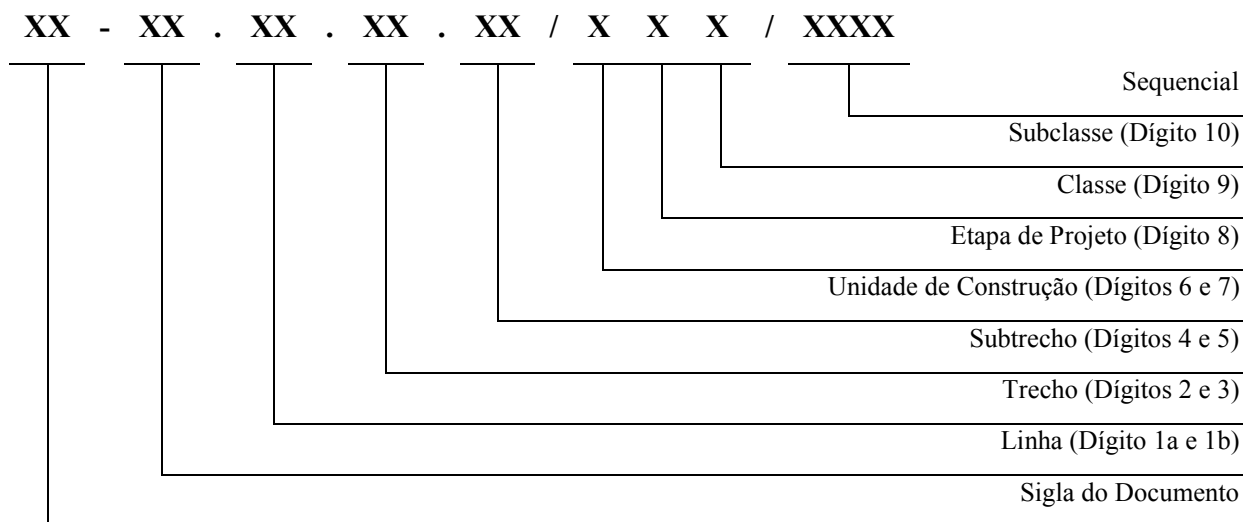 XX - XX . XX . XX . XX / X X X / XXXX
Sequencial
Subclasse (Dígito 10)
Classe (Dígito 9)
Etapa de Projeto (Dígito 8)
Unidade de Construção (Dígitos 6 e 7)
Subtrecho (Dígitos 4 e 5)
Trecho (Dígitos 2 e 3)
Linha (Dígito 1a e 1b)
Sigla do Documento